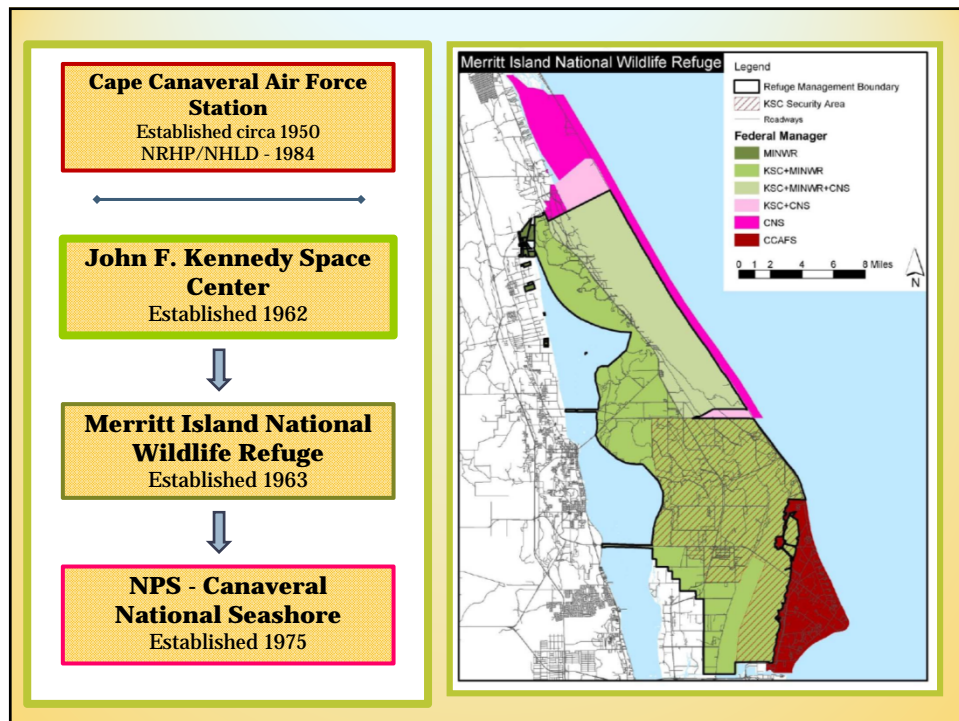 Cape Canaveral Air Force
Station
Established circa 1950
NRHP/NHLD - 1984
John F. Kennedy Space
Center
Established 1962
Merritt Island National
Wildlife Refuge
Established 1963
NPS - Canaveral
National Seashore
Established 1975
Merritt Island National Wildlife Refuge
Legend
Refuge Management Boundary
KSC Security Area
Roadways
Federal Manager
MINWR
KSC+MINWR
KSC+MINWR+CNS
KSC+CNS
CNS
CCAFS
0 1 2 4 6 8 Miles
N